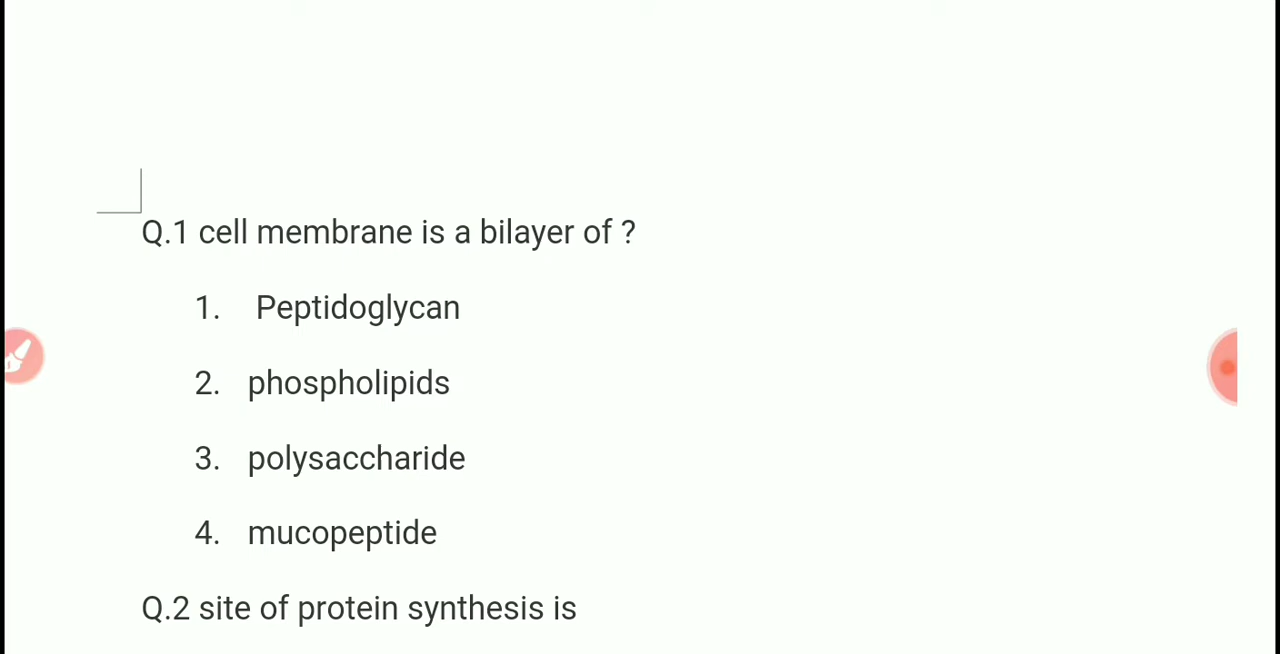 Q.1 cell membrane is a bilayer of ?
1. Peptidoglycan
2. phospholipids
3. polysaccharide
4. mucopeptide
Q.2 site of protein synthesis is